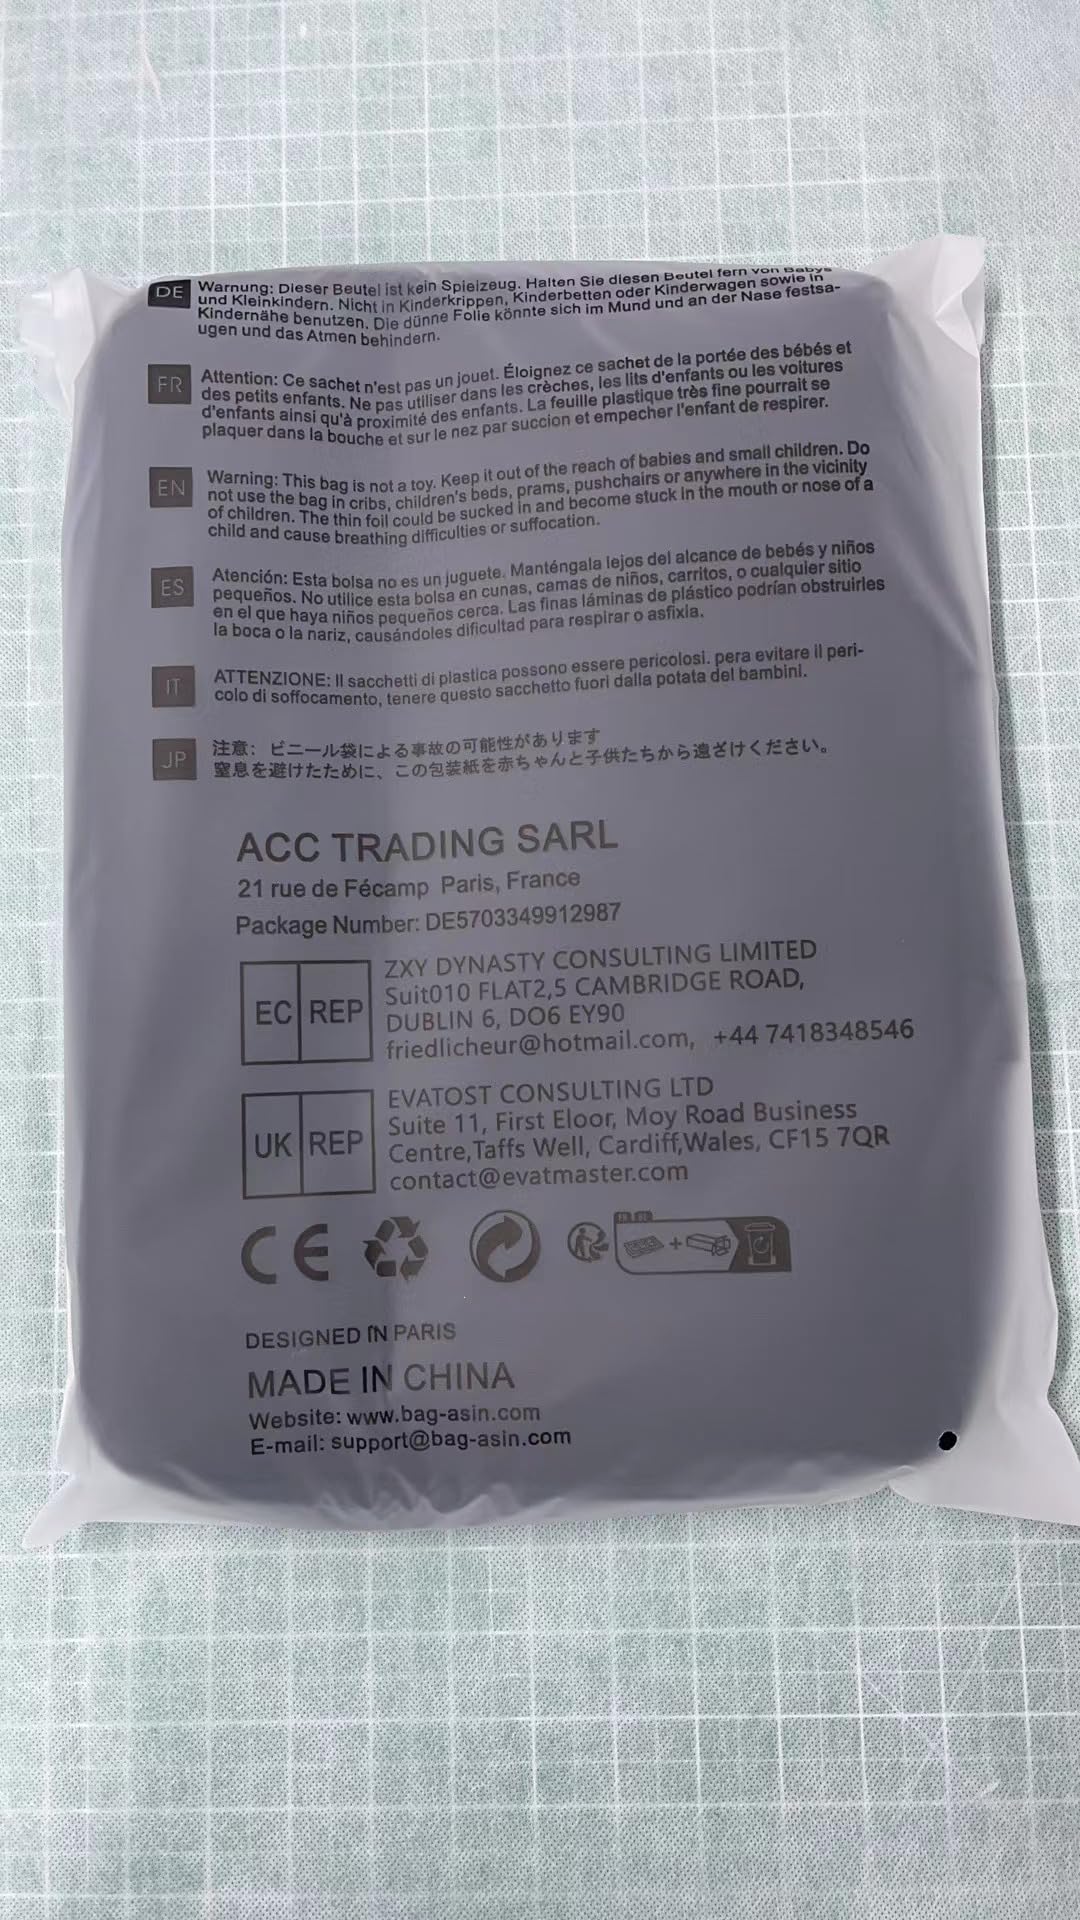 DE
Warnung: Dieser Beutel ist kein Spielzeug. Halten Sie diesen Beutel fern von Babys
und Kleinkindern. Nicht in Kinderkrippen, Kinderbetten oder Kinderwagen sowie in
Kindernähe benutzen. Die dünne Folie könnte sich im Mund und an der Nase festsa-
ugen und das Atmen behindern.
FR
Attention: Ce sachet n'est pas un jouet. Éloignez ce sachet de la portée des bébés et
des petits enfants. Ne pas utiliser dans les crèches, les lits d'enfants ou les voitures
d'enfants ainsi qu'à proximité des enfants. La feuille plastique très fine pourrait se
plaquer dans la bouche et sur le nez par succion et empecher l'enfant de respirer.
EN
Warning: This bag is not a toy. Keep it out of the reach of babies and small children. Do
not use the bag in cribs, children's beds, prams, pushchairs or anywhere in the vicinity
of children. The thin foil could be sucked in and become stuck in the mouth or nose of a
child and cause breathing difficulties or suffocation.
ES
Atención: Esta bolsa no es un juguete. Manténgala lejos del alcance de bebés y niños
pequeños. No utilice esta bolsa en cunas, camas de niños, carritos, o cualquier sitio
en el que haya niños pequeños cerca. Las finas láminas de plástico podrían obstruirles
la boca o la nariz, causándoles dificultad para respirar o asfixia.
IT
ATTENZIONE: Il sacchetti di plastica possono essere pericolosi. pera evitare il peri-
colo di soffocamento, tenere questo sacchetto fuori dalla potata del bambini.
JP
注意: ビニール袋による事故の可能性があります
窒息を避けたために、この包装紙を赤ちゃんと子供たちから遠ざけください。
ACC TRADING SARL
21 rue de Fécamp Paris, France
Package Number: DE5703349912987
EC REP
ZXY DYNASTY CONSULTING LIMITED
Suit010 FLAT2,5 CAMBRIDGE ROAD,
DUBLIN 6, DO6 EY90
friedlicheur@hotmail.com, +44 7418348546
UK REP
EVATOST CONSULTING LTD
Suite 11, First Eloor, Moy Road Business
Centre,Taffs Well, Cardiff,Wales, CF15 7QR
contact@evatmaster.com
CE
DESIGNED IN PARIS
MADE IN CHINA
Website: www.bag-asin.com
E-mail: support@bag-asin.com